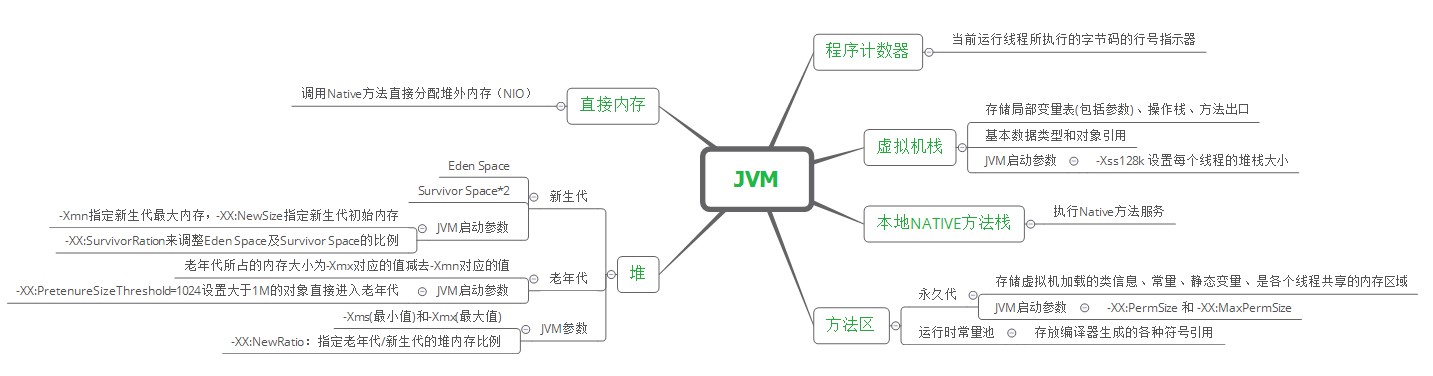 JVM
程序计数器
当前运行线程所执行的字节码的行号指示器
虚拟机栈
存储局部变量表(包括参数)、操作栈、方法出口
基本数据类型和对象引用
JVM启动参数
-Xss128k 设置每个线程的堆栈大小
本地NATIVE方法栈
执行Native方法服务
方法区
永久代
存储虚拟机加载的类信息、常量、静态变量、是各个线程共享的内存区域
JVM启动参数
-XX:PermSize 和 -XX:MaxPermSize
运行时常量池
存放编译器生成的各种符号引用
直接内存
调用Native方法直接分配堆外内存（NIO）
堆
新生代
Eden Space
Survivor Space*2
JVM启动参数
-Xmn指定新生代最大内存，-XX:NewSize指定新生代初始内存
-XX:SurvivorRation来调整Eden Space及Survivor Space的比例
老年代
老年代所占的内存大小为-Xmx对应的值减去-Xmn对应的值
JVM启动参数
-XX:PretenureSizeThreshold=1024设置大于1M的对象直接进入老年代
JVM参数
-Xms(最小值)和-Xmx(最大值)
-XX:NewRatio：指定老年代/新生代的堆内存比例